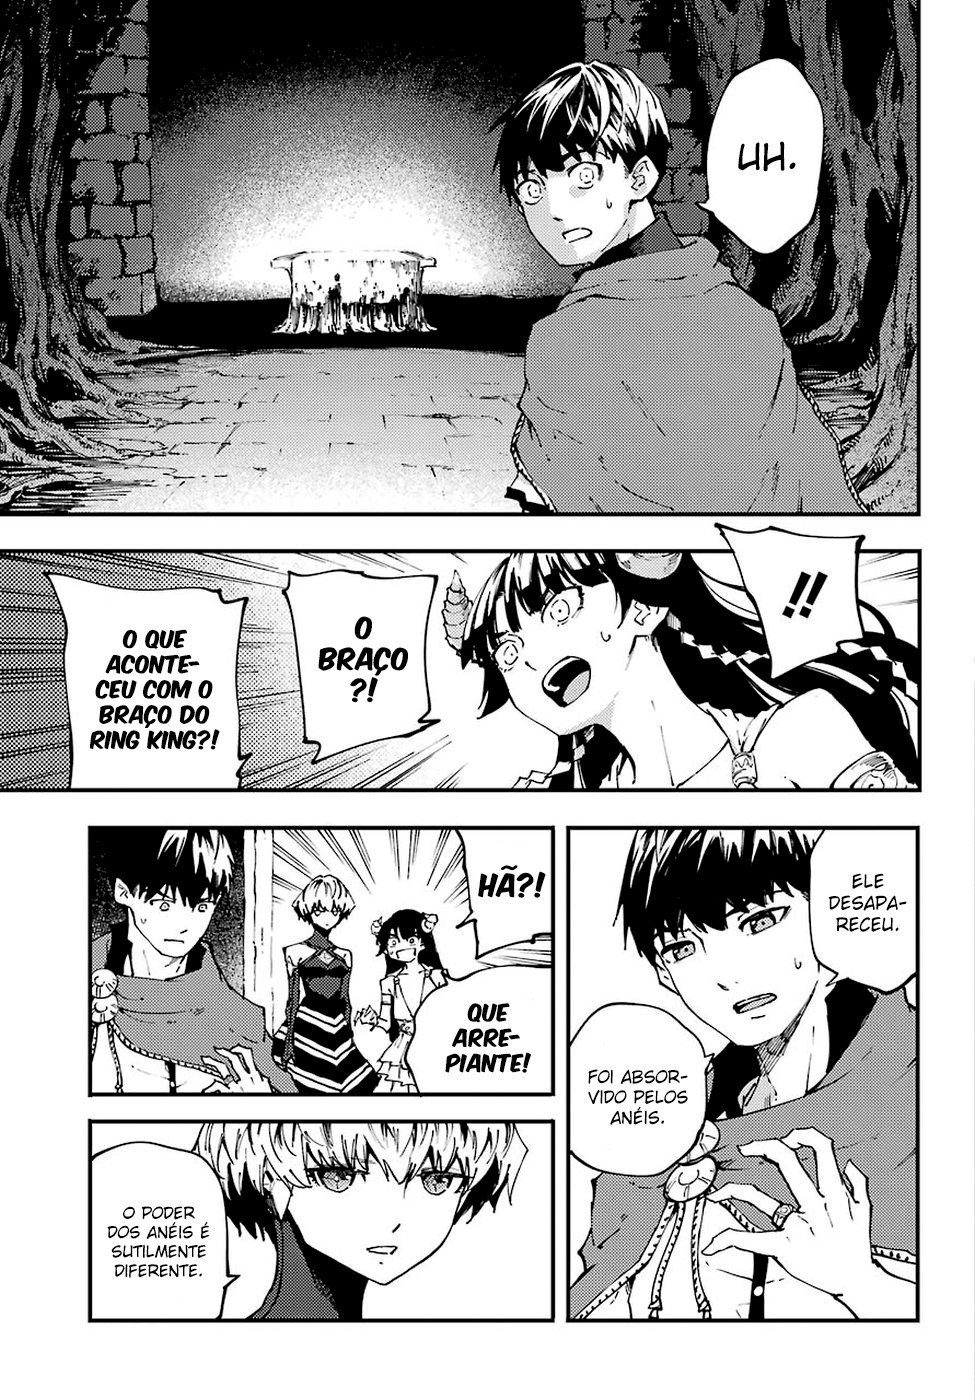 UH.
!!
O
BRAÇO
?!
O QUE
ACONTE-
CEU COM O
BRAÇO DO
RING KING?!
ELE
DESAPA-
RECEU.
FOI ABSOR-
VIDO PELOS
ANÉIS.
HÃ?!
QUE
ARRE-
PIANTE!
O PODER
DOS ANÉIS É
SUTILMENTE
DIFERENTE.